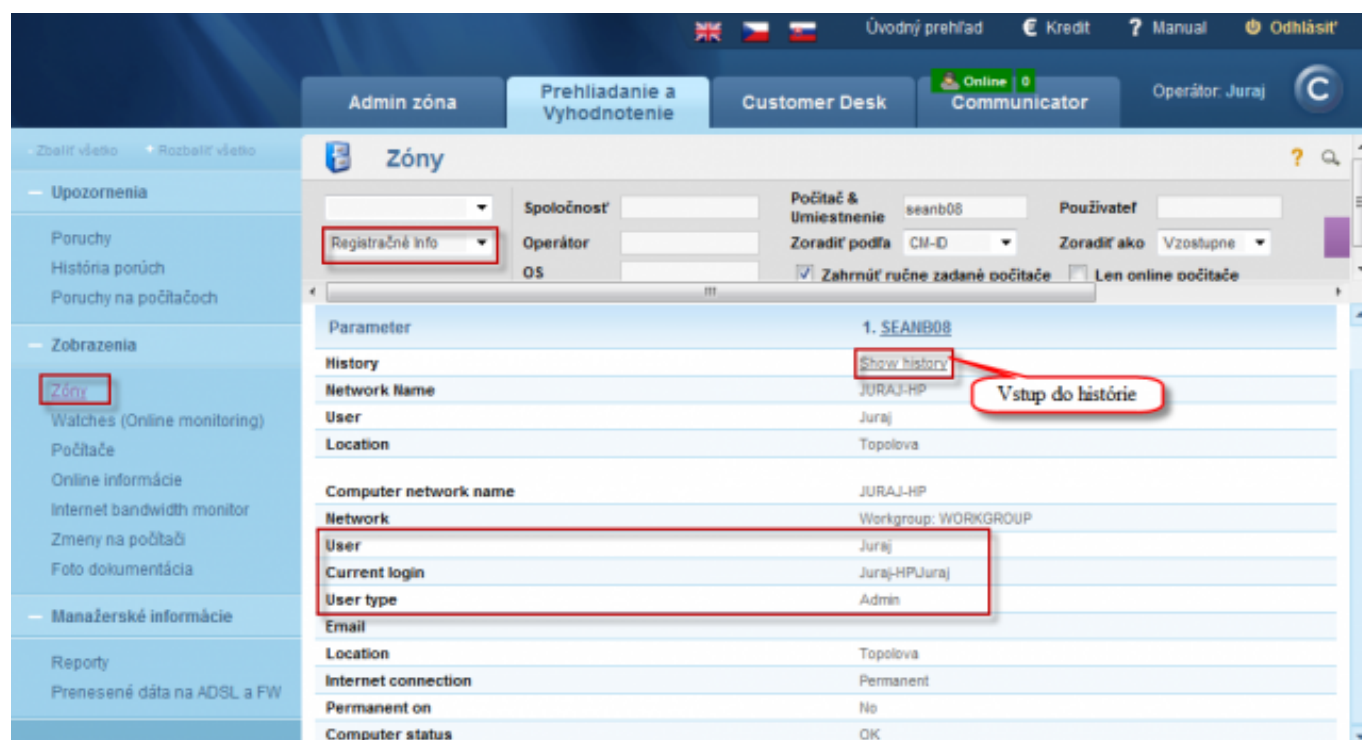 Úvodný prehľad € Kredit ? Manual Odhlásiť
Admin zóna
Prehliadanie a
Vyhodnotenie
Customer Desk
Online 0
Communicator
Operátor: Juraj
Zbaliť všetko + Rozbaliť všetko
Zóny ?
Upozornenia
Poruchy
História porúch
Poruchy na počítačoch
Zobrazenia
Zóny
Watches (Online monitoring)
Počítače
Online informácie
Internet bandwidth monitor
Zmeny na počítači
Foto dokumentácia
Manažerské informácie
Reporty
Prenesené dáta na ADSL a FW
Spoločnosť
Počítač &
Umiestnenie seanb08
Používateľ
Registračné Info
Operátor
Zoradiť podľa CM-ID
Zoradiť ako Vzostupne
OS
Zahrnúť ručne zadané počítače
Len online počítače
Parameter 1. SEANB08
History Show history
Vstup do histórie
Network Name JURAJ-HP
User Juraj
Location Topolova
Computer network name JURAJ-HP
Network Workgroup: WORKGROUP
User Juraj
Current login Juraj-HP\Juraj
User type Admin
Email
Location Topolova
Internet connection Permanent
Permanent on No
Computer status OK